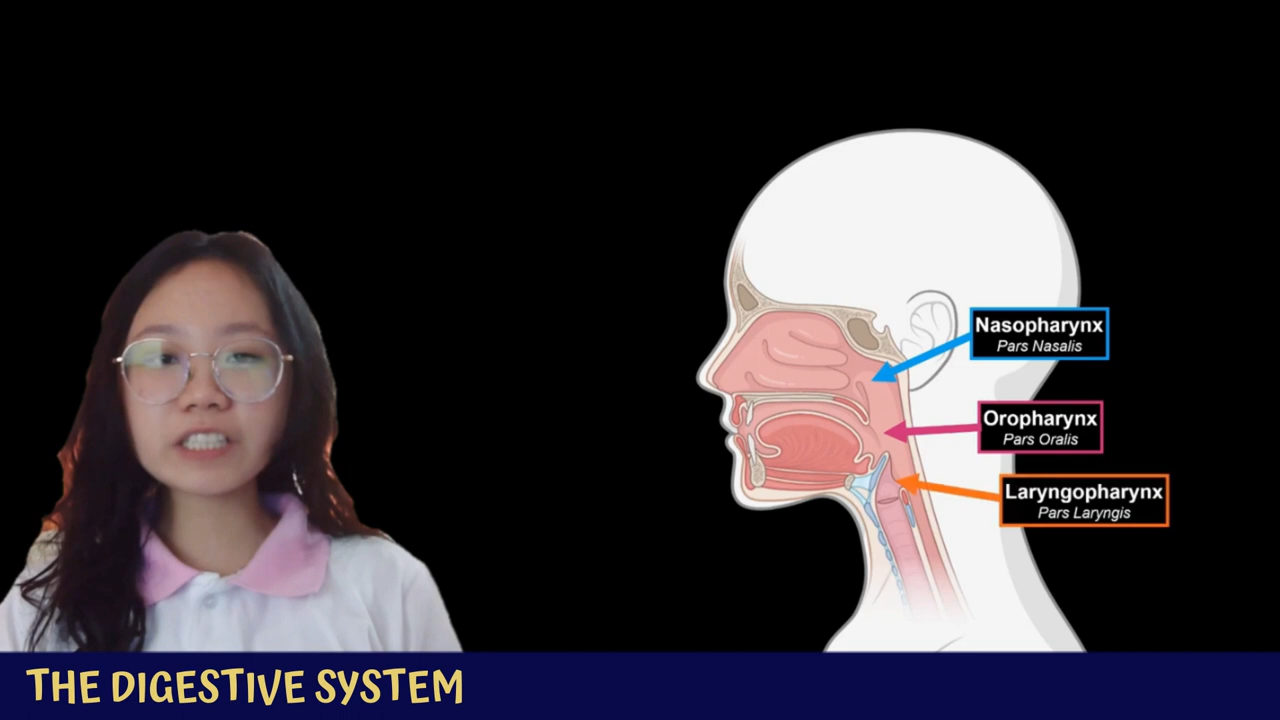 Nasopharynx
Pars Nasalis
Oropharynx
Pars Oralis
Laryngopharynx
Pars Laryngis
THE DIGESTIVE SYSTEM